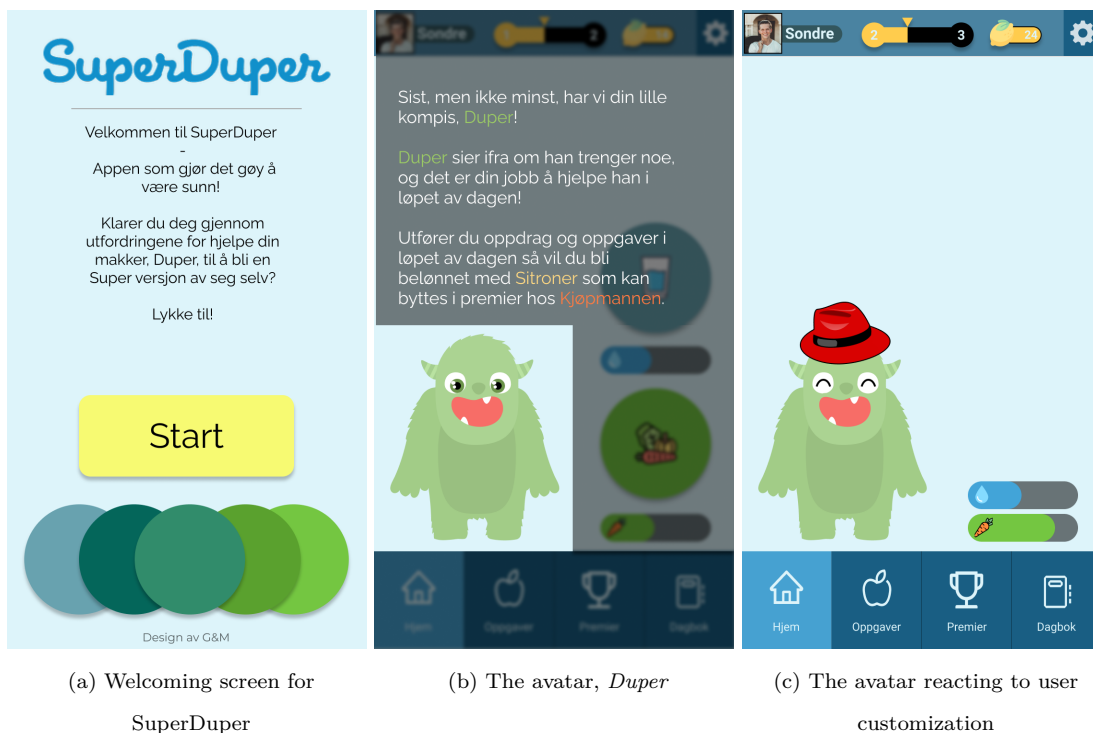 SuperDuper
Velkommen til SuperDuper
-
Appen som gjør det gøy å
være sunn!
Klarer du deg gjennom
utfordringene for hjelpe din
makker, Duper, til å bli en
Super versjon av seg selv?
Lykke til!
Start
Design av G&M
(a) Welcoming screen for
SuperDuper
Sondre
2
Sist, men ikke minst, har vi din lille
kompis, Duper!
Duper sier ifra om han trenger noe,
og det er din jobb å hjelpe han i
løpet av dagen!
Utfører du oppdrag og oppgaver i
løpet av dagen så vil du bli
belønnet med Sitroner som kan
byttes i premier hos Kjøpmannen.
Hjem
Oppgaver
Premier
Dagbok
(b) The avatar, Duper
Sondre
2
3
24
Hjem
Oppgaver
Premier
Dagbok
(c) The avatar reacting to user
customization